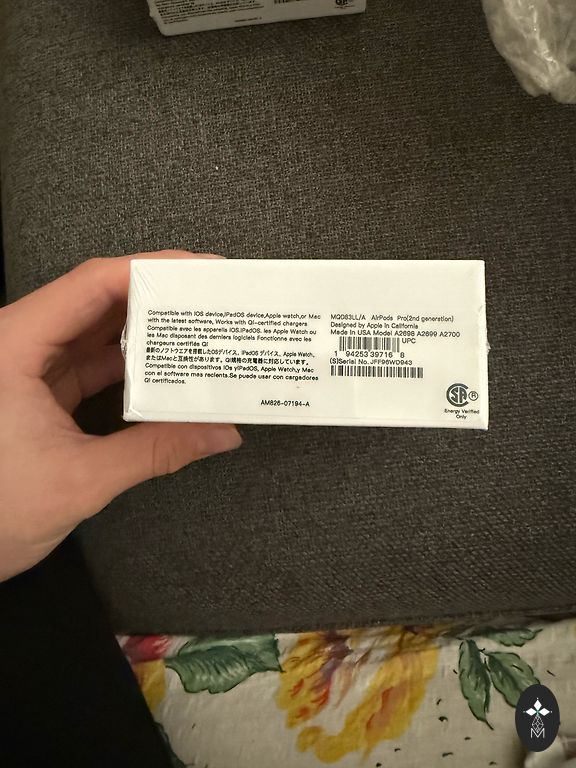 Compatible with IOS device,IPadOS device,Apple watch,or Mac
with the latest software, Works with QI-certified chargers
Compatible avec les apparelia IOS.IPadOS. les Apple Watch ou
les Mac disposant des derniers logiciels Fonctionne avec les
chargeurs certifiés QI
最新のソフトウエアを搭載したOSデバイス、iPadOS デバイス、Apple Watch,
またはMacと互換性があります。QI規格の充電器に対応しています。
Compatible con dispositivos IOs yIPadOS, Apple Watch,y Mac
con el software mes recients.Se puede usar con cargadores
QI certificados.
AM826-07194-A
MQ083LL/A AirPods Pro(2nd generation)
Designed by Apple in California
Made In USA Model A2698 A2699 A2700
UPC
1 94253 39716 8
(S)Serial No.JFF96WD943
SA®
Energy Verified
Only
M